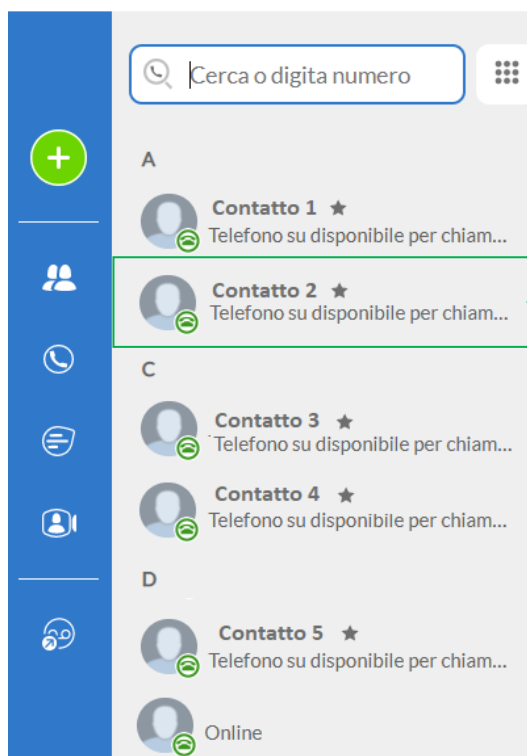 Cerca o digita numero
A
Contatto 1
Telefono su disponibile per chiam...
Contatto 2
Telefono su disponibile per chiam...
C
Contatto 3
Telefono su disponibile per chiam...
Contatto 4
Telefono su disponibile per chiam...
D
Contatto 5
Telefono su disponibile per chiam...
Online